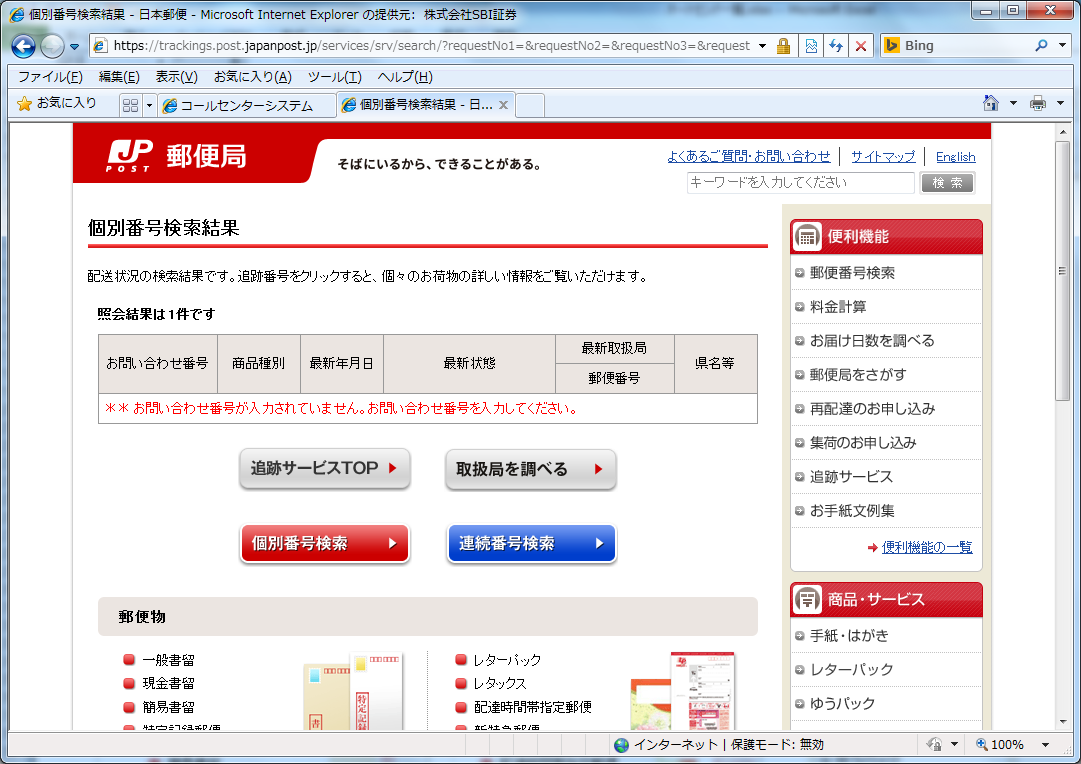 個別番号検索結果 - 日本郵便 - Microsoft Internet Explorer の提供元： 株式会社SBI証券
https://trackings.post.japanpost.jp/services/srv/search/?requestNo1=&requestNo2=&requestNo3=&request
Bing
ファイル(F) 編集(E) 表示(V) お気に入り(A) ツール(T) ヘルプ(H)
お気に入り
コールセンターシステム
個別番号検索結果 - 日...
JP POST 郵便局
そばにいるから、できることがある。
よくあるご質問・お問い合わせ サイトマップ English
キーワードを入力してください 検 索
個別番号検索結果
配送状況の検索結果です。追跡番号をクリックすると、個々のお荷物の詳しい情報をご覧いただけます。
照会結果は1件です
お問い合わせ番号 商品種別 最新年月日 最新状態 最新取扱局 県名等
郵便番号
＊＊ お問い合わせ番号が入力されていません。お問い合わせ番号を入力してください。
追跡サービスTOP 取扱局を調べる
個別番号検索 連続番号検索
郵便物
一般書留
現金書留
簡易書留
特定記録郵便
書
特定記録
レターパック
レタックス
配達時間帯指定郵便
新特急郵便
便利機能
郵便番号検索
料金計算
お届け日数を調べる
郵便局をさがす
再配達のお申し込み
集荷のお申し込み
追跡サービス
お手紙文例集
便利機能の一覧
商品・サービス
手紙・はがき
レターパック
ゆうパック
インターネット | 保護モード: 無効
100%